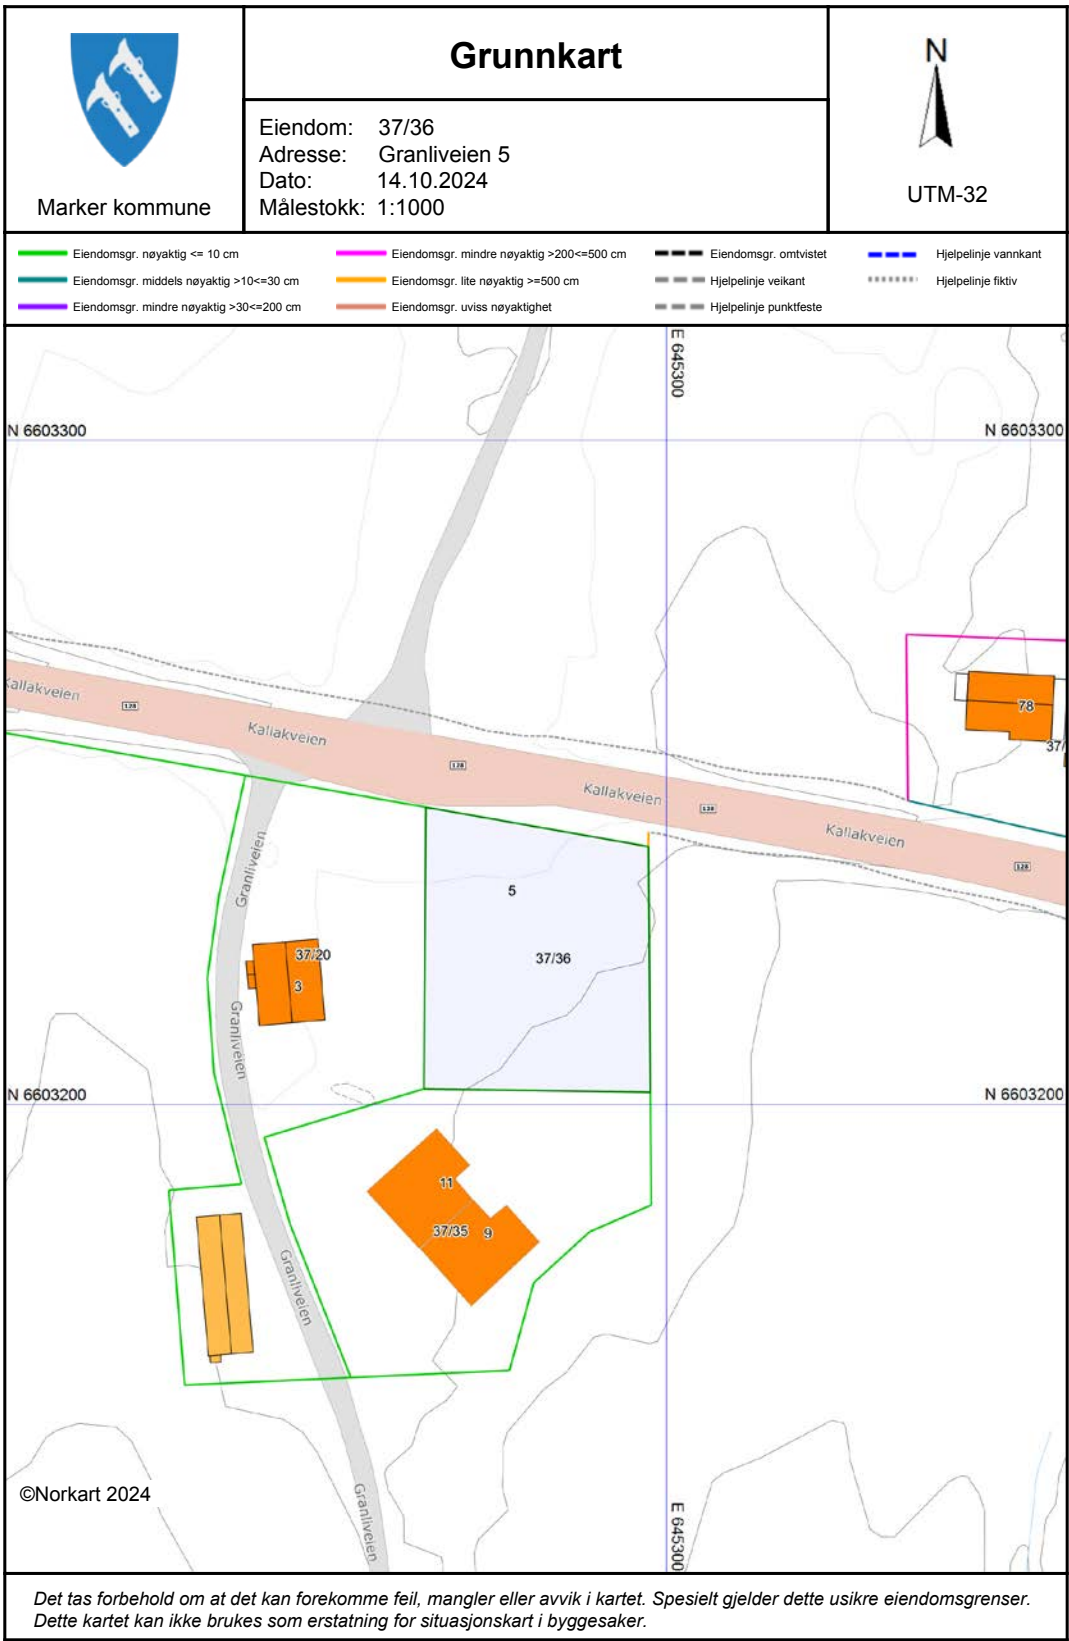 Marker kommune
Grunnkart
Eiendom: 37/36
Adresse: Granliveien 5
Dato: 14.10.2024
Målestokk: 1:1000
N
UTM-32
Eiendomsgr. nøyaktig <= 10 cm
Eiendomsgr. middels nøyaktig >10<=30 cm
Eiendomsgr. mindre nøyaktig >30<=200 cm
Eiendomsgr. mindre nøyaktig >200<=500 cm
Eiendomsgr. lite nøyaktig >=500 cm
Eiendomsgr. uviss nøyaktighet
Eiendomsgr. omtvistet
Hjelpelinje veikant
Hjelpelinje punktfeste
Hjelpelinje vannkant
Hjelpelinje fiktiv
E 645300
N 6603300
N 6603300
Kallakveien
128
Kallakveien
128
Kallakveien
128
Kallakveien
128
78
37/
Granliveien
5
37/36
37/20
3
Granliveien
N 6603200
N 6603200
11
37/35
9
Granliveien
Granliveien
E 645300
©Norkart 2024
Det tas forbehold om at det kan forekomme feil, mangler eller avvik i kartet. Spesielt gjelder dette usikre eiendomsgrenser.
Dette kartet kan ikke brukes som erstatning for situasjonskart i byggesaker.